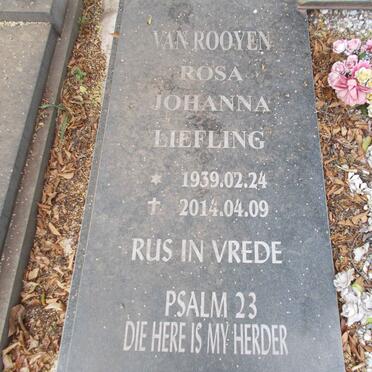 VAN ROOYEN
ROSA
JOHANNA
LIEFLING
* 1939.02.24
✝ 2014.04.09
RUS IN VREDE
PSALM 23
DIE HERE IS MY HERDER